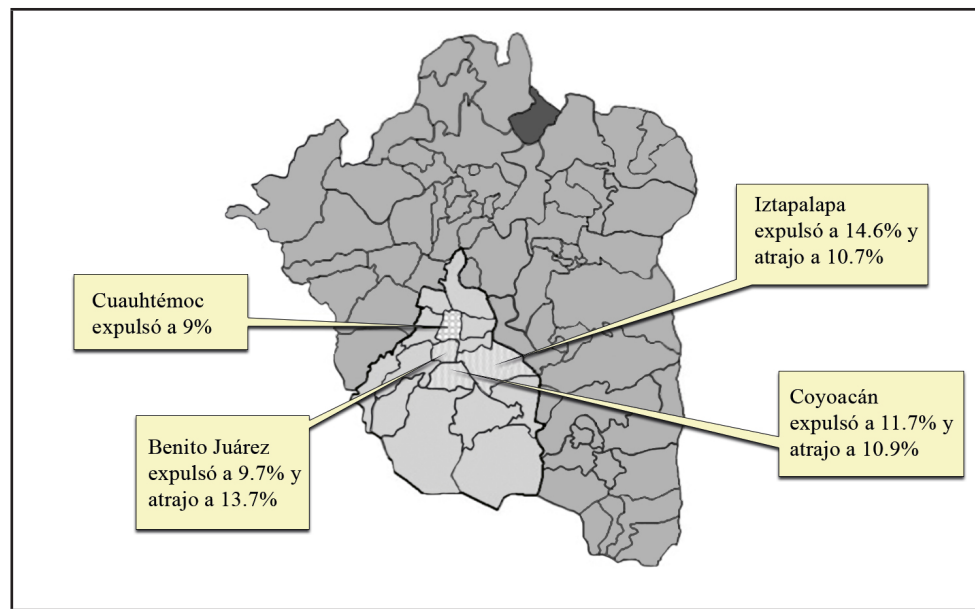 Iztapalapa
expulsó a 14.6% y
atrajo a 10.7%
Cuauhtémoc
expulsó a 9%
Coyoacán
expulsó a 11.7% y
atrajo a 10.9%
Benito Juárez
expulsó a 9.7% y
atrajo a 13.7%